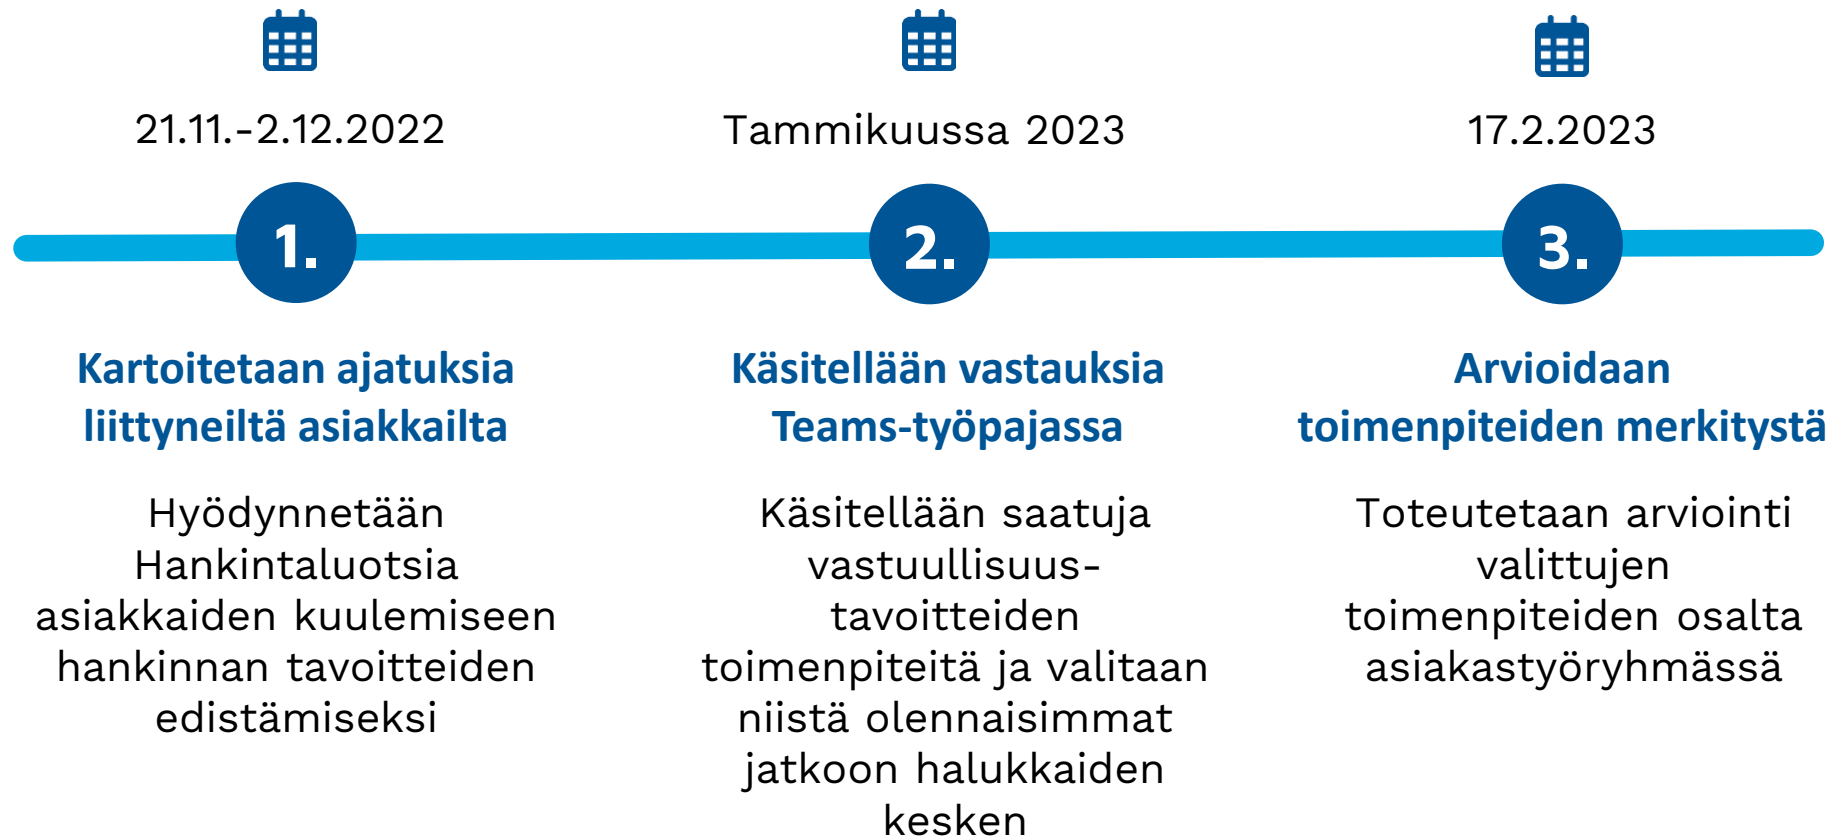 21.11.-2.12.2022
Tammikuussa 2023
17.2.2023
1.
2.
3.
Kartoitetaan ajatuksia
liittyneiltä asiakkailta
Hyödynnetään
Hankintaluotsia
asiakkaiden kuulemiseen
hankinnan tavoitteiden
edistämiseksi
Käsitellään vastauksia
Teams-työpajassa
Käsitellään saatuja
vastuullisuus-
tavoitteiden
toimenpiteitä ja valitaan
niistä olennaisimmat
jatkoon halukkaiden
kesken
Arvioidaan
toimenpiteiden merkitystä
Toteutetaan arviointi
valittujen
toimenpiteiden osalta
asiakastyöryhmässä